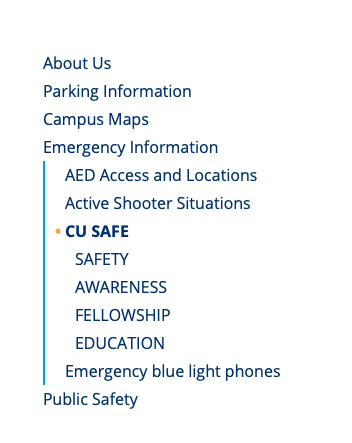 About Us
Parking Information
Campus Maps
Emergency Information
AED Access and Locations
Active Shooter Situations
• CU SAFE
SAFETY
AWARENESS
FELLOWSHIP
EDUCATION
Emergency blue light phones
Public Safety